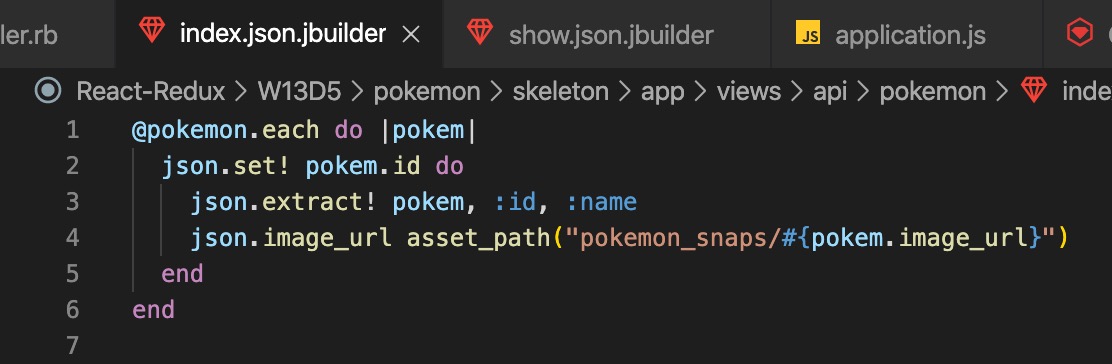 ler.rb index.json.jbuilder show.json.jbuilder JS application.js
React-Redux > W13D5 > pokemon > skeleton > app > views > api > pokemon > inde
1 @pokemon.each do |pokem|
2 json.set! pokem.id do
3 json.extract! pokem, :id, :name
4 json.image_url asset_path("pokemon_snaps/#{pokem.image_url}")
5 end
6 end
7